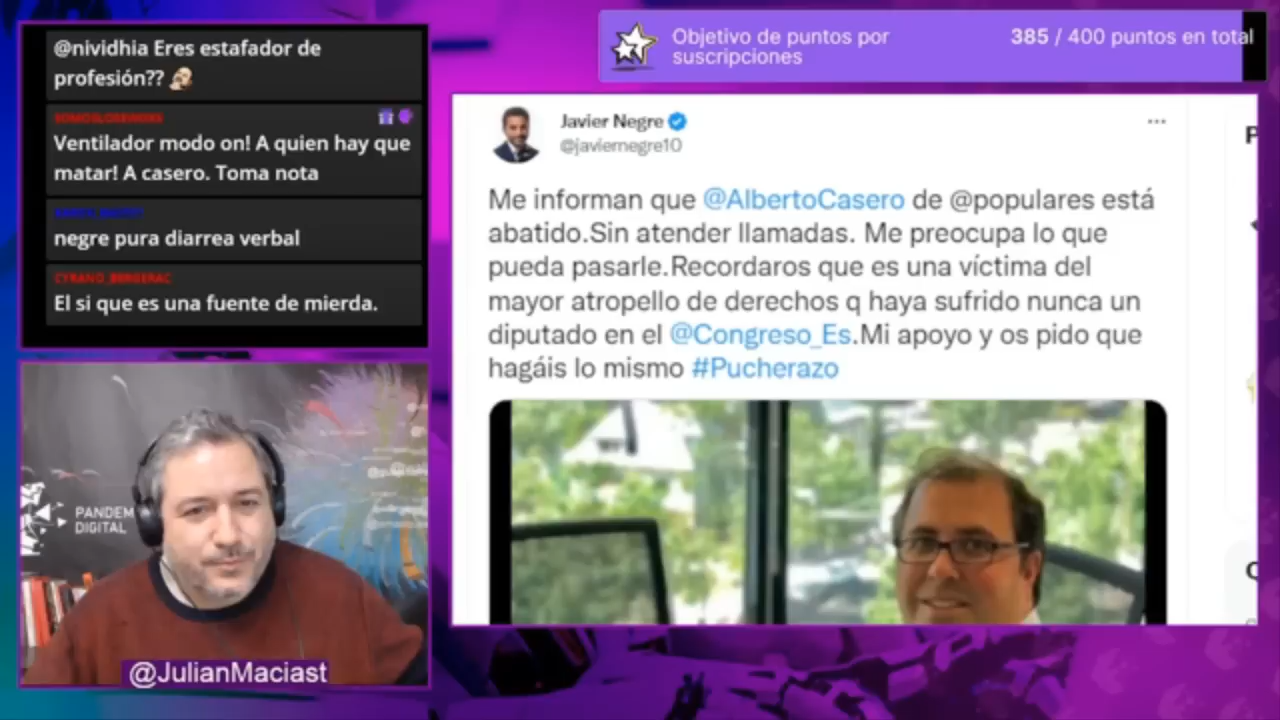 @nividhia Eres estafador de
profesión??
Ventilador modo on! A quien hay que
matar! A casero. Toma nota
negre pura diarrea verbal
CYRANO_BERGERAC
El si que es una fuente de mierda.
PANDEM
DIGITAL
@JulianMaciast
Objetivo de puntos por
suscripciones
385 / 400 puntos en total
Javier Negre
@javiernegre10
Me informan que @AlbertoCasero de @populares está
abatido.Sin atender llamadas. Me preocupa lo que
pueda pasarle.Recordaros que es una víctima del
mayor atropello de derechos q haya sufrido nunca un
diputado en el @Congreso_Es.Mi apoyo y os pido que
hagáis lo mismo #Pucherazo